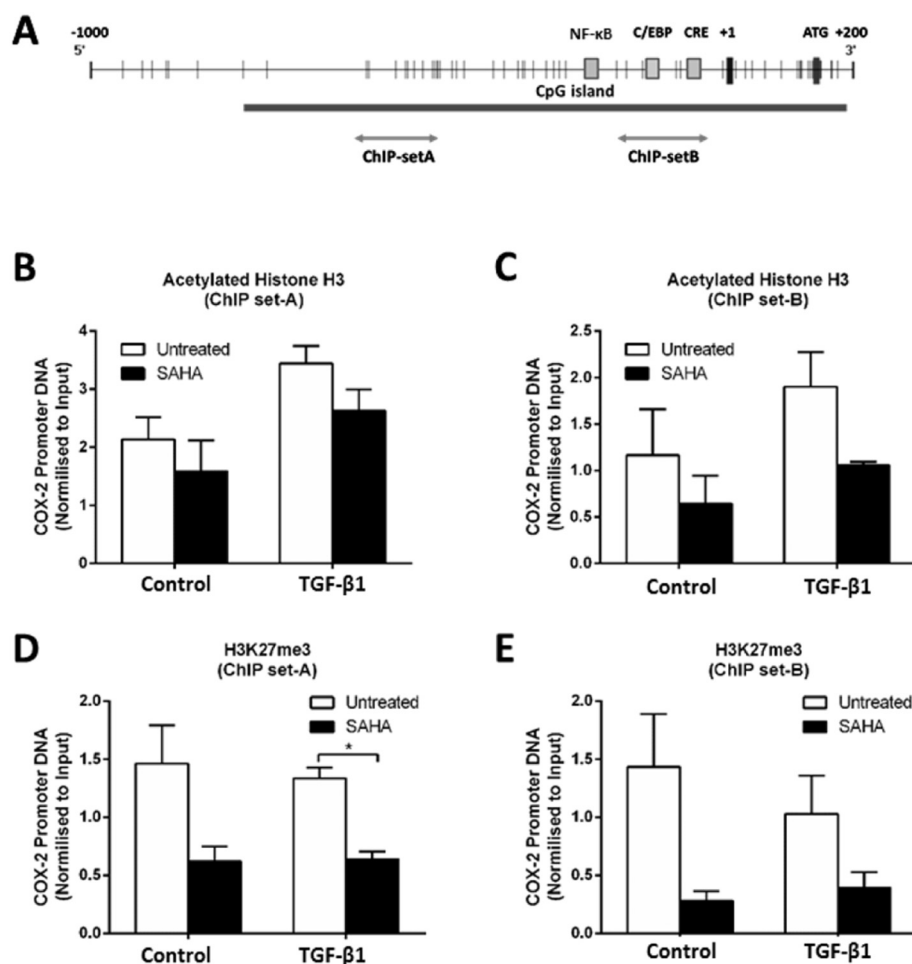 A
-1000
NF-κB C/EBP CRE +1 ATG +200
5' 3'
CpG island
ChIP-setA ChIP-setB
B
Acetylated Histone H3
(ChIP set-A)
COX-2 Promoter DNA
(Normilised to Input)
4
3
2
1
0
Untreated
SAHA
Control TGF-β1
C
Acetylated Histone H3
(ChIP set-B)
COX-2 Promoter DNA
(Normilised to Input)
2.5
2.0
1.5
1.0
0.5
0.0
Untreated
SAHA
Control TGF-β1
D
H3K27me3
(ChIP set-A)
COX-2 Promoter DNA
(Normilised to Input)
2.0
1.5
1.0
0.5
0.0
Untreated
SAHA
*
Control TGF-β1
E
H3K27me3
(ChIP set-B)
COX-2 Promoter DNA
(Normilised to Input)
2.0
1.5
1.0
0.5
0.0
Untreated
SAHA
Control TGF-β1